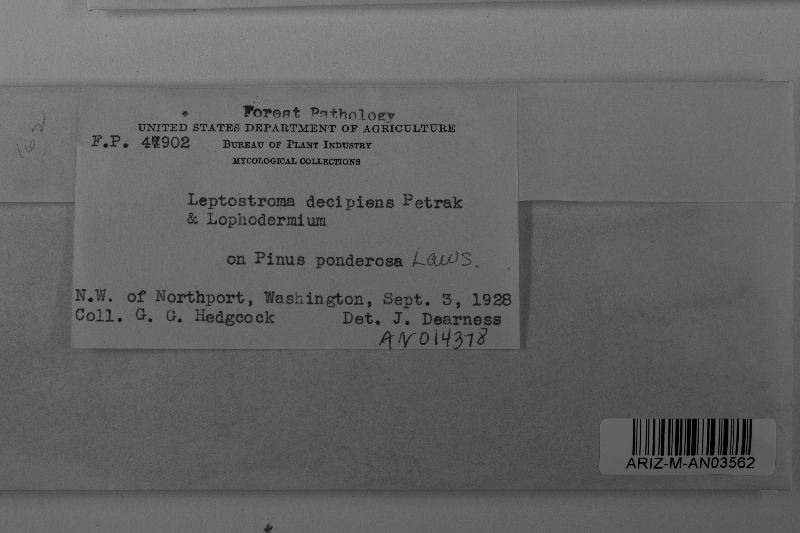 Forest Pathology
UNITED STATES DEPARTMENT OF AGRICULTURE
F.P. 47902 BUREAU OF PLANT INDUSTRY
MYCOLOGICAL COLLECTIONS
Leptostroma decipiens Petrak
& Lophodermium
on Pinus ponderosa Laws.
N.W. of Northport, Washington, Sept. 3, 1928
Coll. G. G. Hedgcock Det. J. Dearness
AN014378
ARIZ-M-AN03562